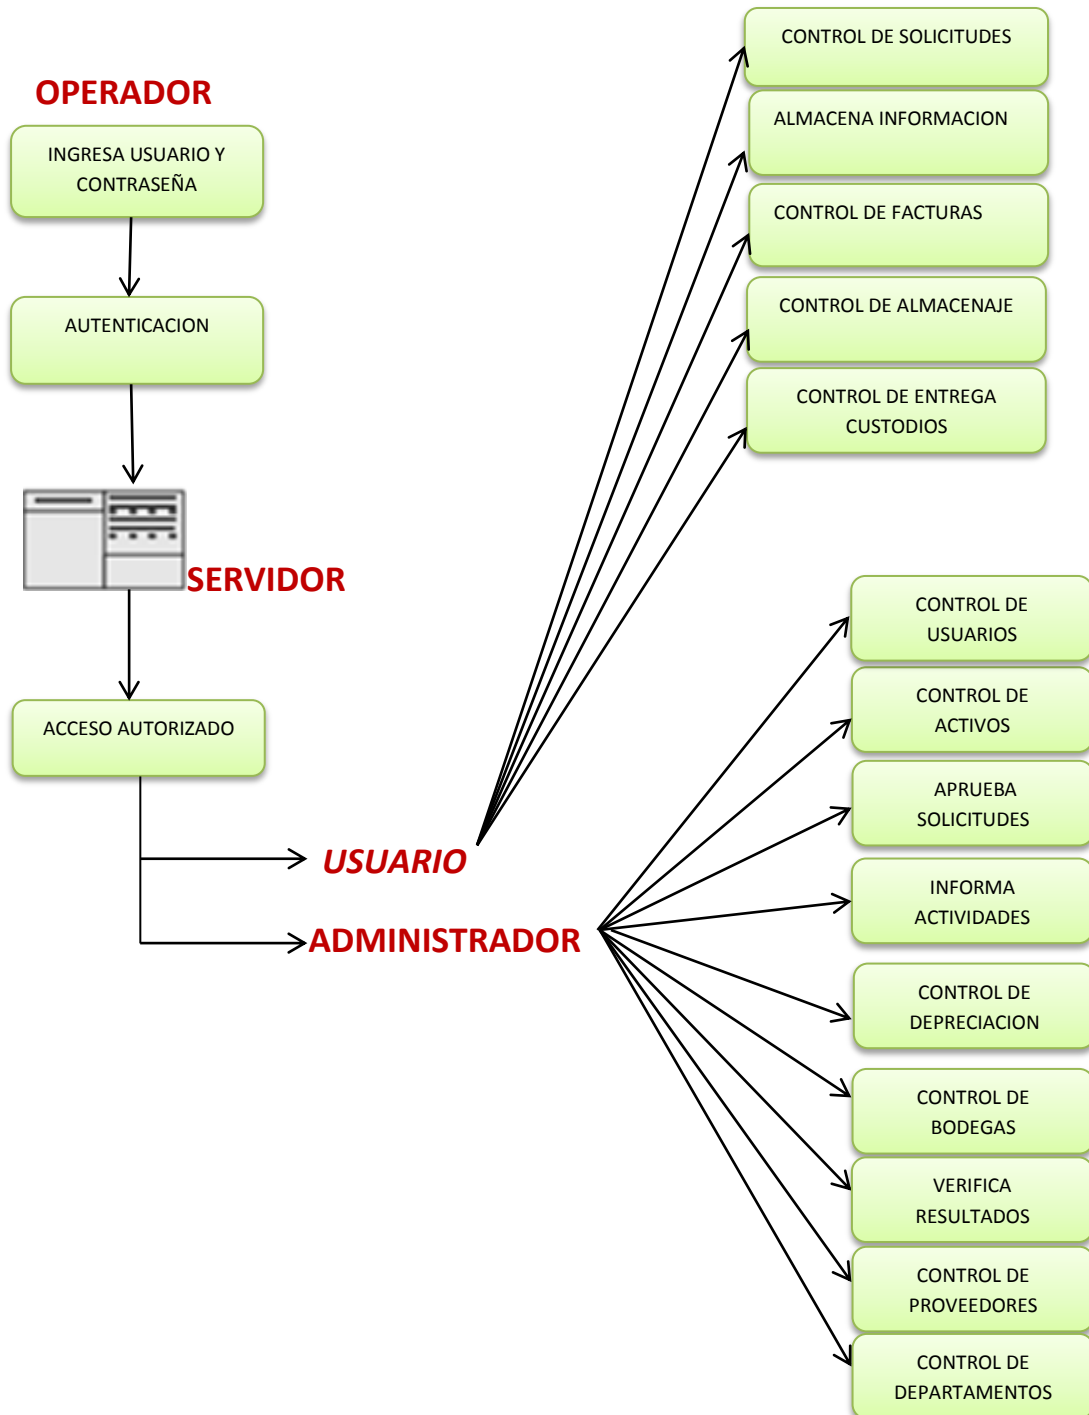 OPERADOR
INGRESA USUARIO Y
CONTRASEÑA
AUTENTICACION
SERVIDOR
ACCESO AUTORIZADO
USUARIO
ADMINISTRADOR
CONTROL DE SOLICITUDES
ALMACENA INFORMACION
CONTROL DE FACTURAS
CONTROL DE ALMACENAJE
CONTROL DE ENTREGA
CUSTODIOS
CONTROL DE
USUARIOS
CONTROL DE
ACTIVOS
APRUEBA
SOLICITUDES
INFORMA
ACTIVIDADES
CONTROL DE
DEPRECIACION
CONTROL DE
BODEGAS
VERIFICA
RESULTADOS
CONTROL DE
PROVEEDORES
CONTROL DE
DEPARTAMENTOS